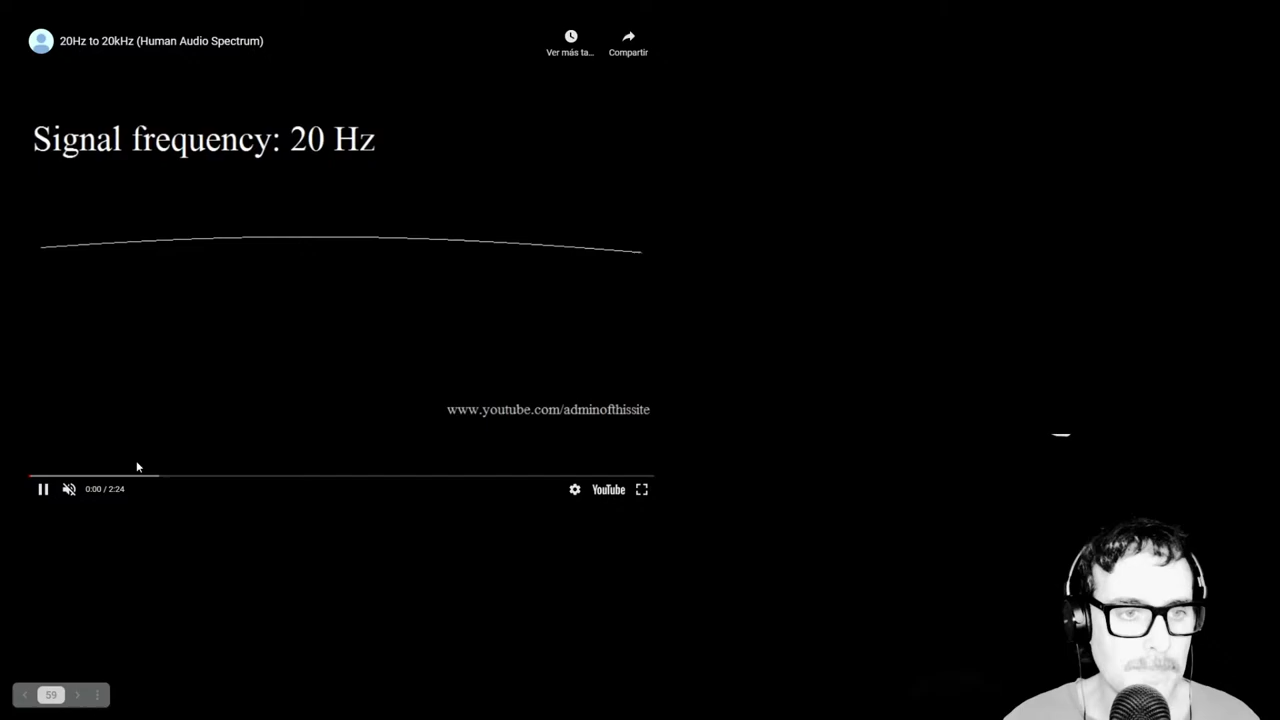 20Hz to 20kHz (Human Audio Spectrum)
Ver más ta...
Compartir
Signal frequency: 20 Hz
www.youtube.com/adminofthissite
0:00 / 2:24
YouTube
59